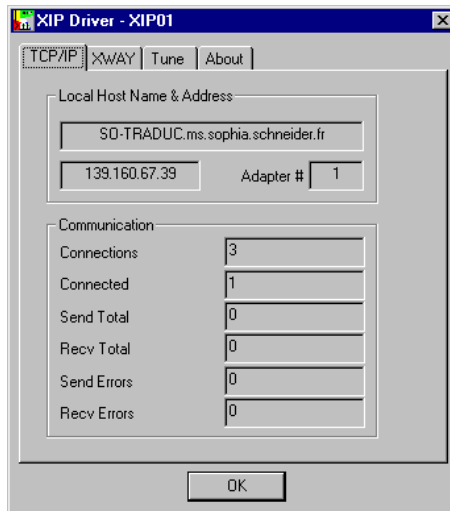 XIP Driver - XIP01
TCP/IP XWAY Tune About
Local Host Name & Address
SO-TRADUC.ms.sophia.schneider.fr
139.160.67.39 Adapter # 1
Communication
Connections 3
Connected 1
Send Total 0
Recv Total 0
Send Errors 0
Recv Errors 0
OK